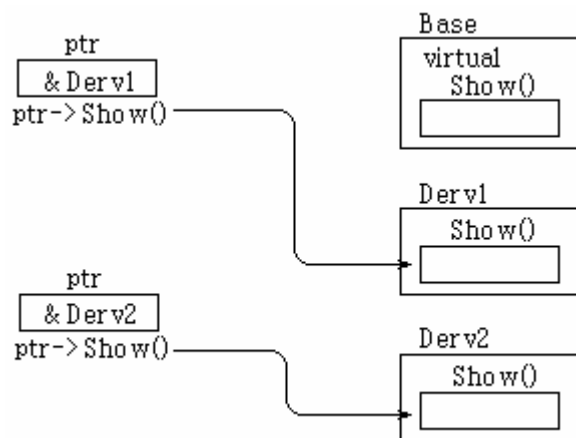 ptr
& Derv1
ptr->Show()
Base
virtual
Show()
Derv1
Show()
ptr
& Derv2
ptr->Show()
Derv2
Show()